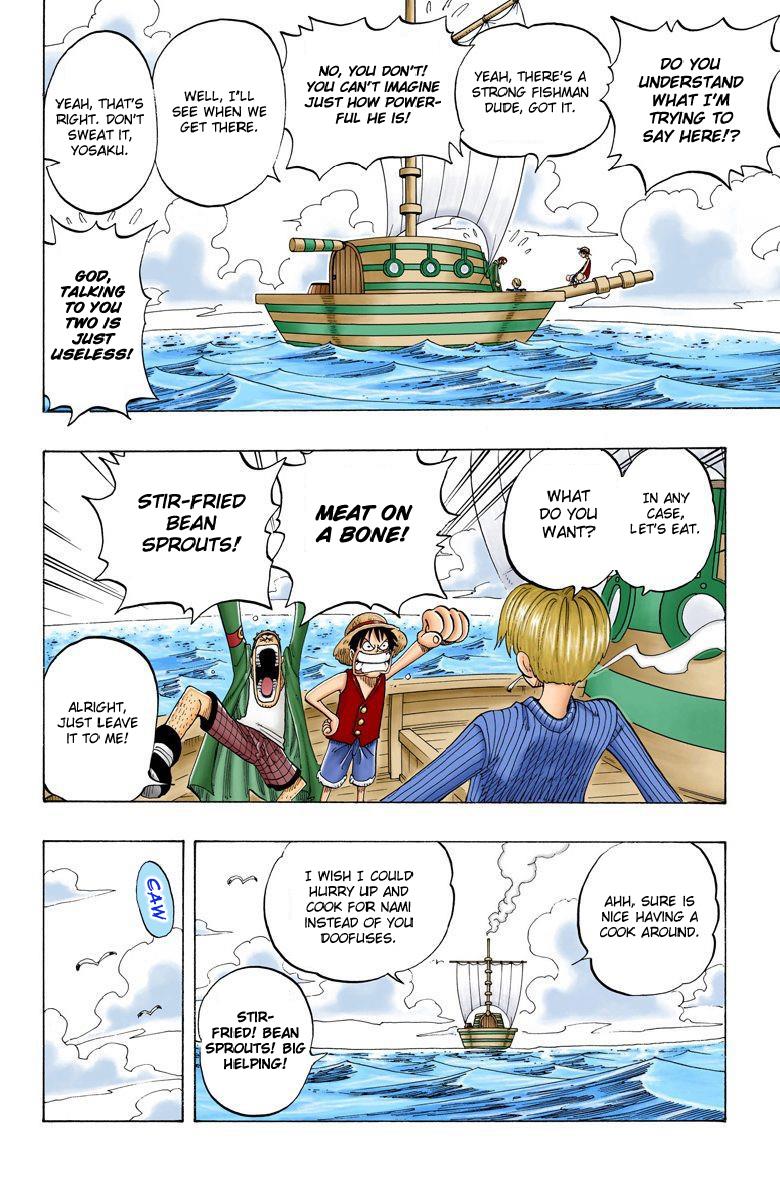 DO YOU
UNDERSTAND
WHAT I'M
TRYING TO
SAY HERE!?
YEAH, THERE'S A
STRONG FISHMAN
DUDE, GOT IT.
NO, YOU DON'T!
YOU CAN'T IMAGINE
JUST HOW POWER-
FUL HE IS!
WELL, I'LL
SEE WHEN WE
GET THERE.
YEAH, THAT'S
RIGHT. DON'T
SWEAT IT,
YOSAKU.
GOD,
TALKING
TO YOU
TWO IS
JUST
USELESS!
IN ANY
CASE,
LET'S EAT.
WHAT
DO YOU
WANT?
MEAT ON
A BONE!
STIR-FRIED
BEAN
SPROUTS!
ALRIGHT,
JUST LEAVE
IT TO ME!
AHH, SURE IS
NICE HAVING A
COOK AROUND.
I WISH I COULD
HURRY UP AND
COOK FOR NAMI
INSTEAD OF YOU
DOOFUSES.
STIR-
FRIED! BEAN
SPROUTS! BIG
HELPING!
CAW